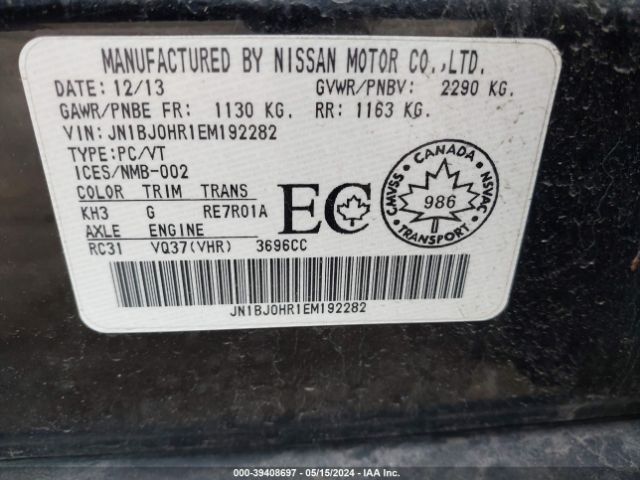 MANUFACTURED BY NISSAN MOTOR CO.,LTD.
DATE: 12/13 GVWR/PNBV: 2290 KG.
GAWR/PNBE FR: 1130 KG. RR: 1163 KG.
VIN: JN1BJ0HR1EM192282
TYPE: PC/VT
ICES/NMB-002
COLOR TRIM TRANS
KH3 G RE7R01A
AXLE ENGINE
RC31 VQ37(VHR) 3696CC
EC
CANADA
CMVSS NSVAC
986
TRANSPORT
JN1BJ0HR1EM192282
000-39408697 - 05/15/2024 - IAA Inc.